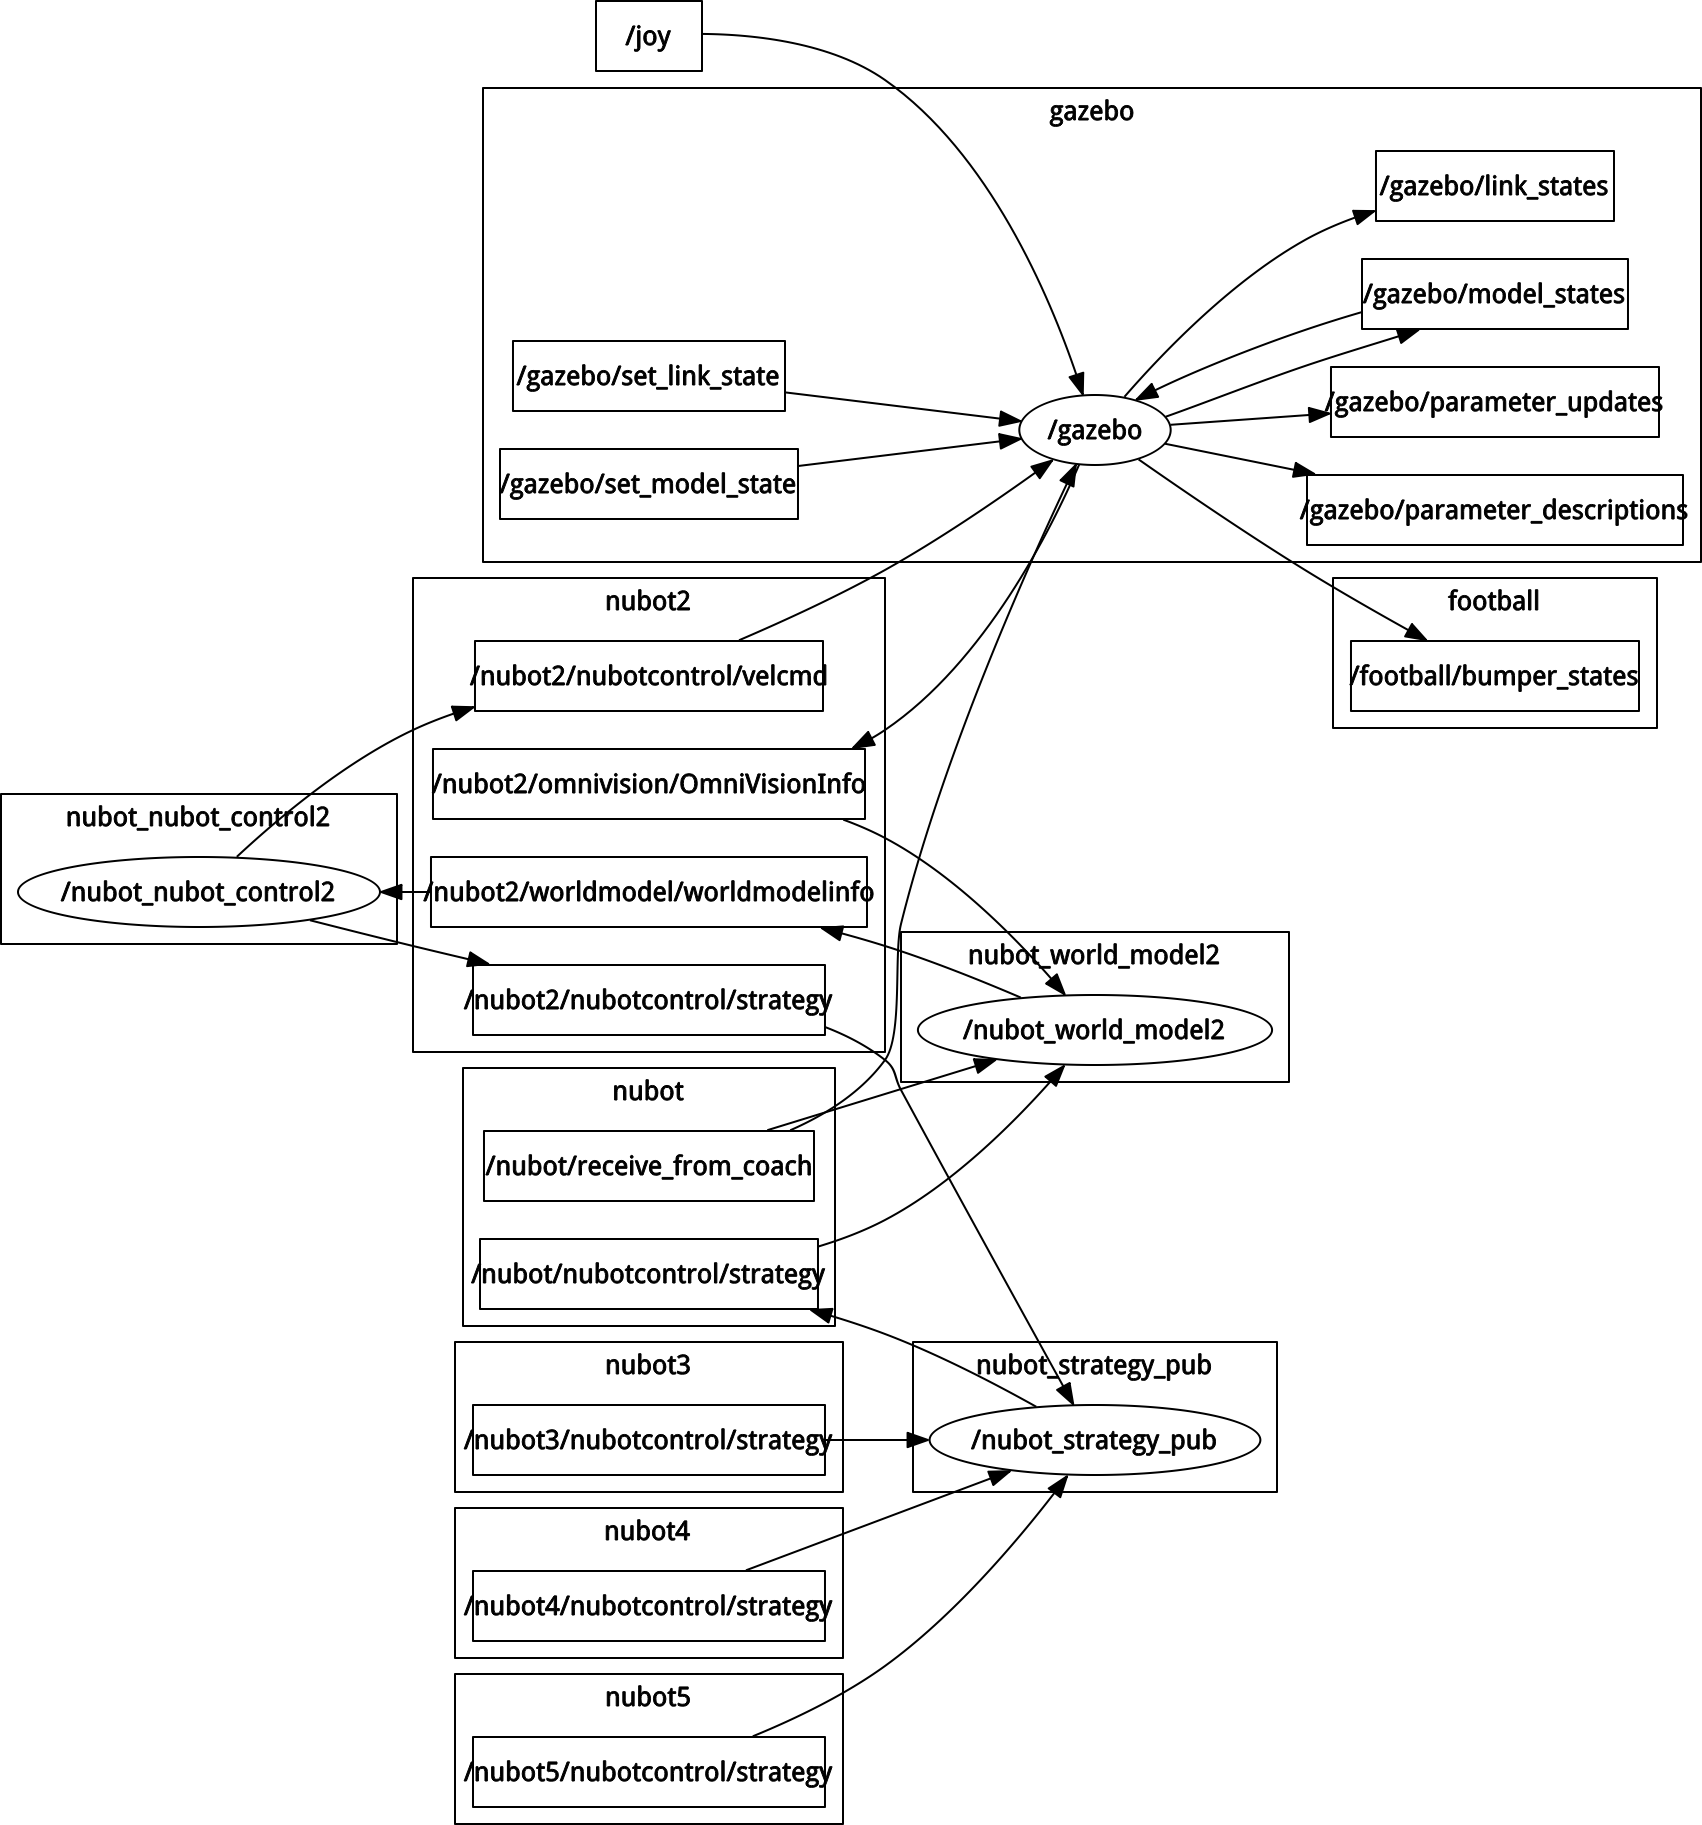 /joy
gazebo
/gazebo/link_states
/gazebo/model_states
/gazebo/set_link_state
/gazebo/parameter_updates
/gazebo
/gazebo/set_model_state
/gazebo/parameter_descriptions
nubot2
football
/nubot2/nubotcontrol/velcmd
/football/bumper_states
/nubot2/omnivision/OmniVisionInfo
nubot_nubot_control2
/nubot_nubot_control2
/nubot2/worldmodel/worldmodelinfo
nubot_world_model2
/nubot2/nubotcontrol/strategy
/nubot_world_model2
nubot
/nubot/receive_from_coach
/nubot/nubotcontrol/strategy
nubot3
nubot_strategy_pub
/nubot3/nubotcontrol/strategy
/nubot_strategy_pub
nubot4
/nubot4/nubotcontrol/strategy
nubot5
/nubot5/nubotcontrol/strategy